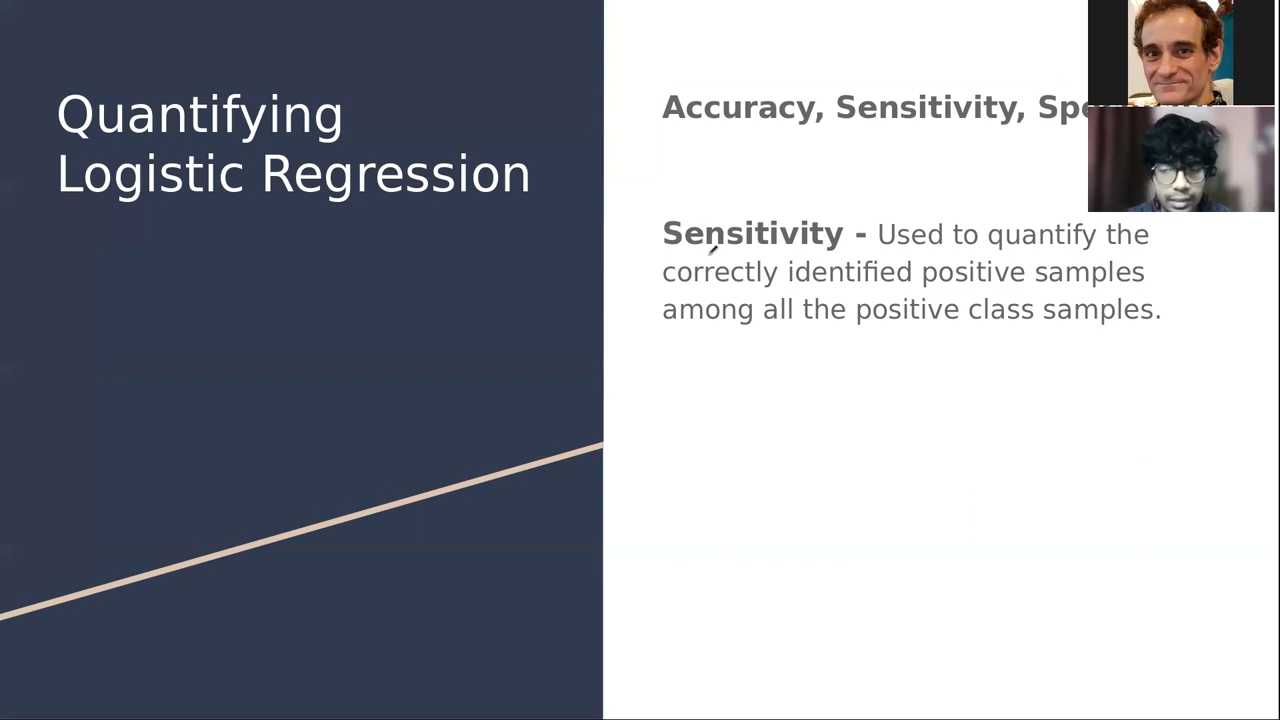 Quantifying
Logistic Regression
Accuracy, Sensitivity,
Sensitivity - Used to quantify the
correctly identified positive samples
among all the positive class samples.